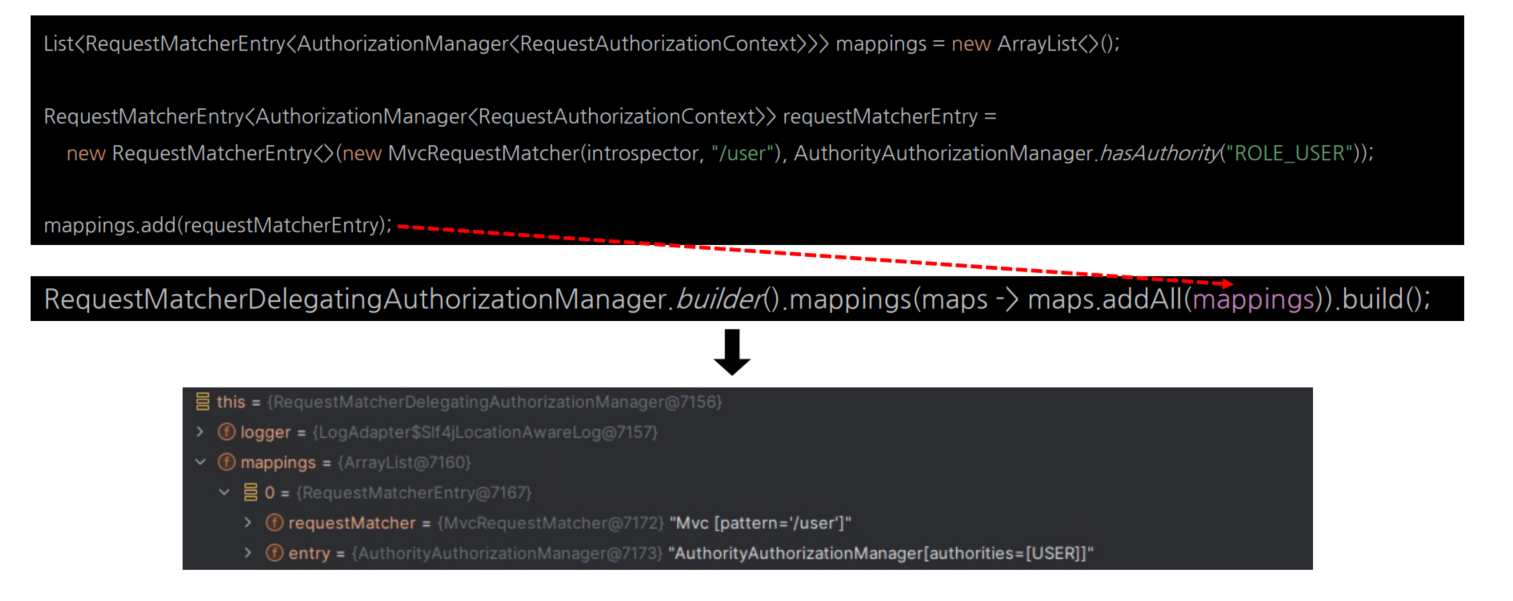 List<RequestMatcherEntry<AuthorizationManager<RequestAuthorizationContext>>> mappings = new ArrayList<>();
RequestMatcherEntry<AuthorizationManager<RequestAuthorizationContext>> requestMatcherEntry =
new RequestMatcherEntry<>(new MvcRequestMatcher(introspector, "/user"), AuthorityAuthorizationManager.hasAuthority("ROLE_USER"));
mappings.add(requestMatcherEntry);
RequestMatcherDelegatingAuthorizationManager.builder().mappings(maps -> maps.addAll(mappings)).build();
this = {RequestMatcherDelegatingAuthorizationManager@7156}
f logger = {LogAdapter$Slf4jLocationAwareLog@7157}
f mappings = {ArrayList@7160}
0 = {RequestMatcherEntry@7167}
f requestMatcher = {MvcRequestMatcher@7172} "Mvc [pattern='/user']"
f entry = {AuthorityAuthorizationManager@7173} "AuthorityAuthorizationManager[authorities=[USER]]"